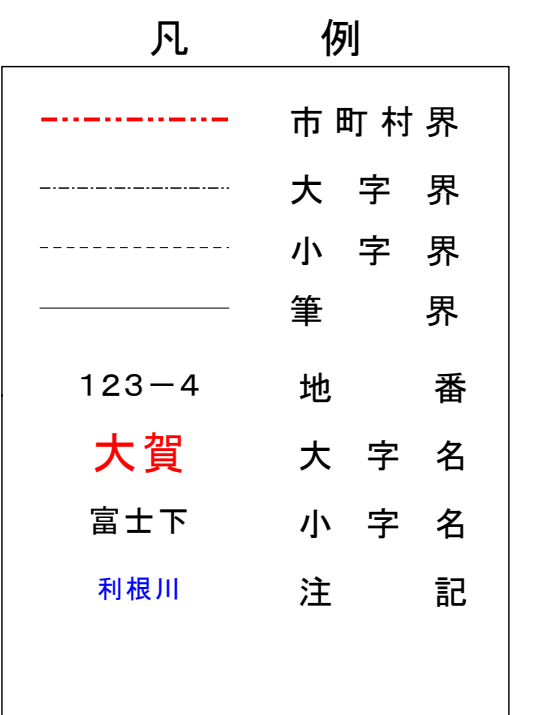 凡例
市町村界
大字界
小字界
筆界
123－4 地番
大賀 大字名
富士下 小字名
利根川 注記